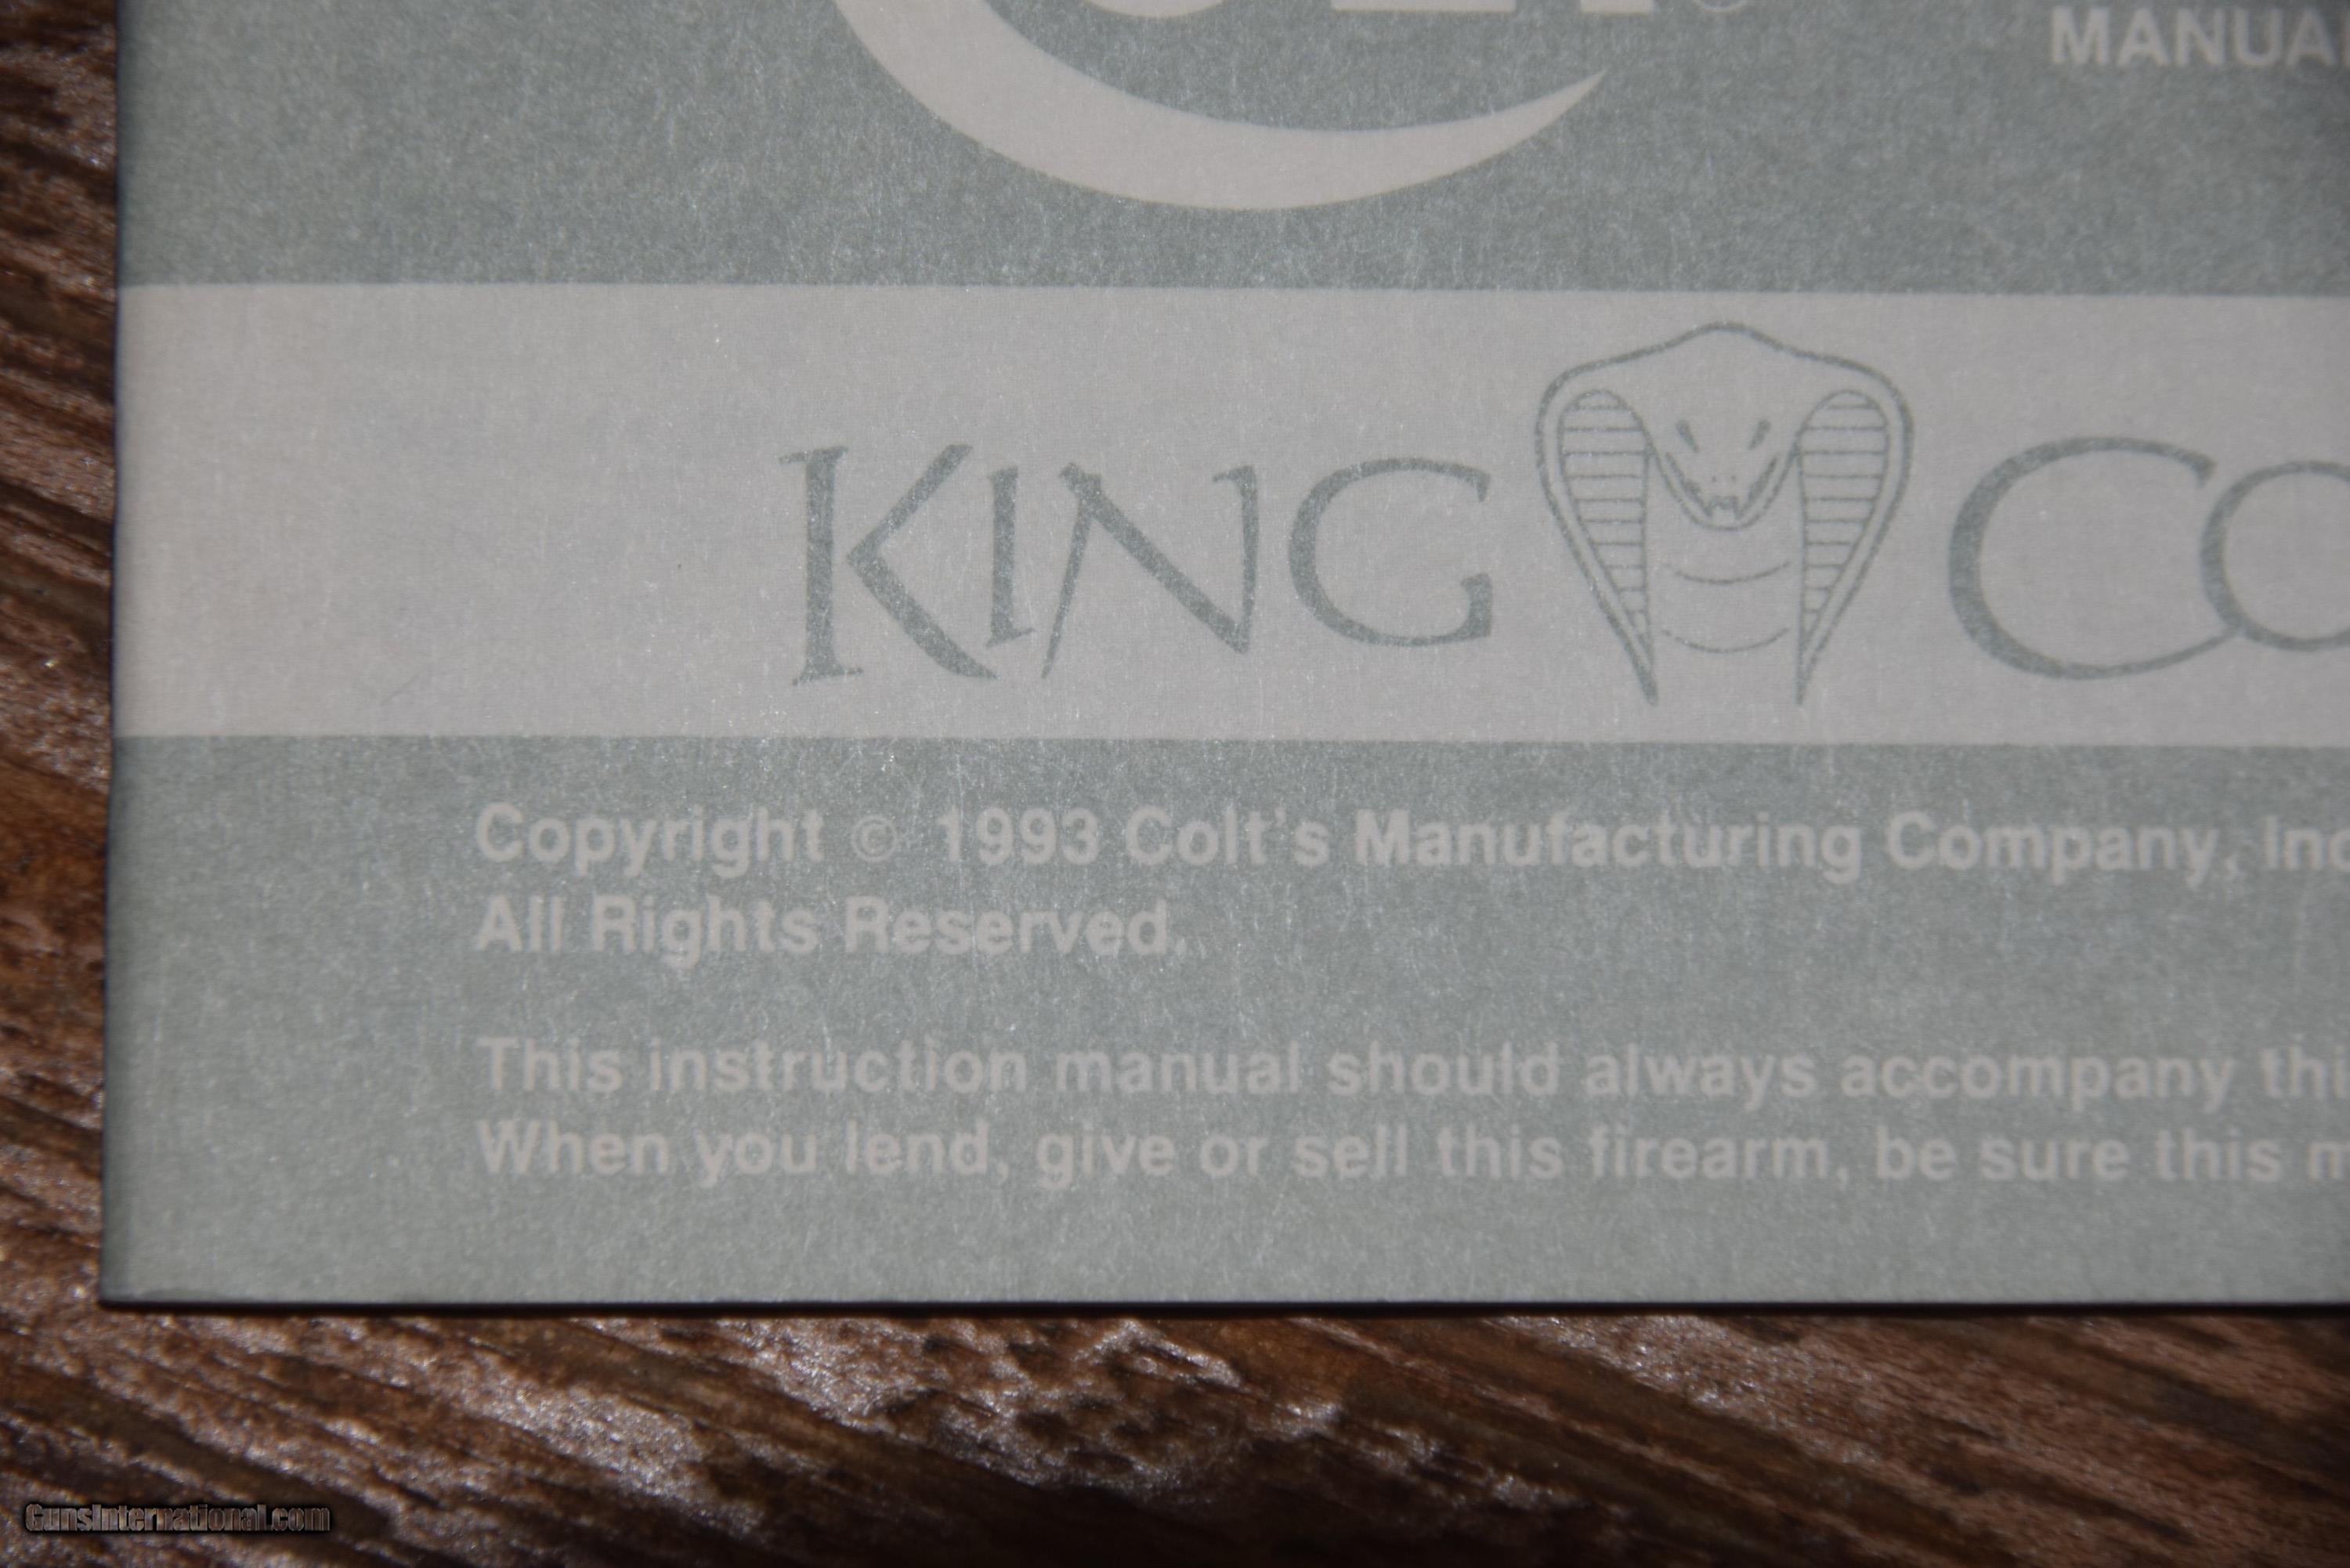 MANUA
KING CO
Copyright © 1993 Colt's Manufacturing Company, Inc
All Rights Reserved.
This instruction manual should always accompany thi
When you lend, give or sell this firearm, be sure this m
GunsInternational.com